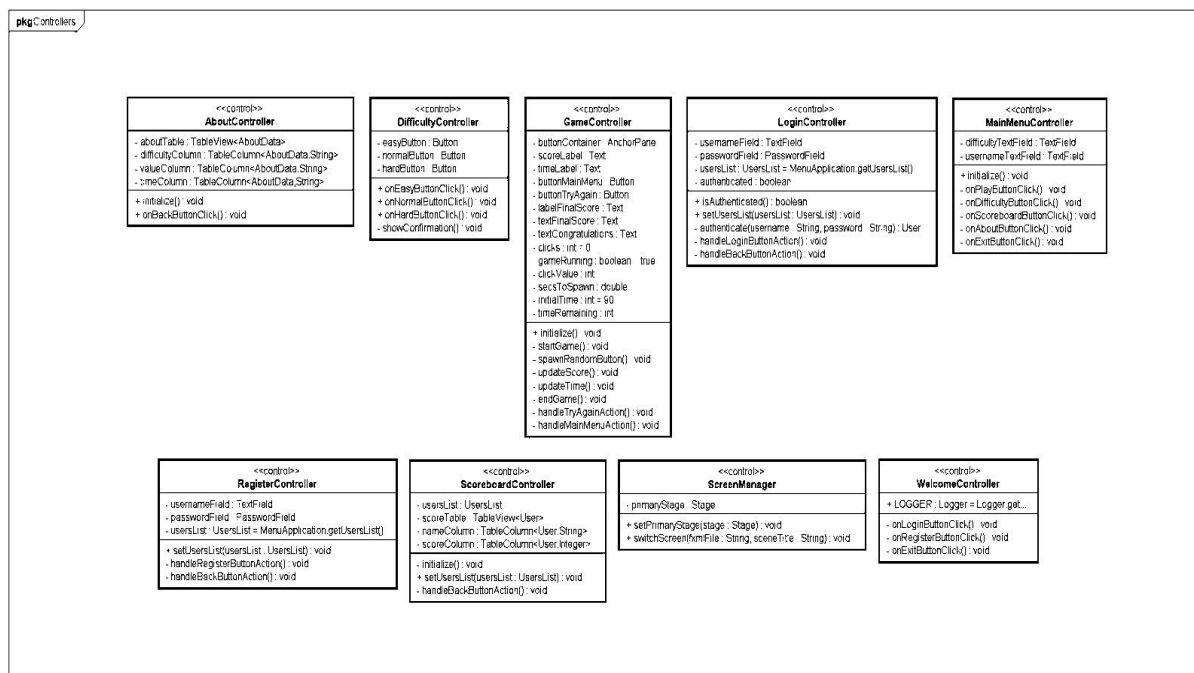 pkg Controllers
<<control>>
AboutController
- aboutTable : TableView<AboutData>
- difficultyColumn : TableColumn<AboutData,String>
- valueColumn : TableColumn<AboutData,String>
- timeColumn : TableColumn<AboutData,String>
+ initialize() : void
+ onBackButtonClick() : void
<<control>>
DifficultyController
- easyButton : Button
- normalButton : Button
- hardButton : Button
+ onEasyButtonClick() : void
+ onNormalButtonClick() : void
+ onHardButtonClick() : void
- showConfirmation() : void
<<control>>
GameController
- buttonContainer : AnchorPane
- scoreLabel : Text
- timeLabel : Text
- buttonMainMenu : Button
- buttonTryAgain : Button
- labelFinalScore : Text
- textFinalScore : Text
- textCongratulations : Text
- clicks : int = 0
- gameRunning : boolean = true
- clickValue : int
- secsToSpawn : double
- initialTime : int = 90
- timeRemaining : int
+ initialize() : void
- startGame() : void
- spawnRandomButton() : void
- updateScore() : void
- updateTime() : void
- endGame() : void
- handleTryAgainAction() : void
- handleMainMenuAction() : void
<<control>>
LoginController
- usernameField : TextField
- passwordField : PasswordField
- usersList : UsersList = MenuApplication.getUsersList()
- authenticated : boolean
+ isAuthenticated() : boolean
+ setUsersList(usersList : UsersList) : void
- authenticate(username : String, password : String) : User
- handleLoginButtonAction() : void
- handleBackButtonAction() : void
<<control>>
MainMenuController
- difficultyTextField : TextField
- usernameTextField : TextField
+ initialize() : void
- onPlayButtonClick() : void
- onDifficultyButtonClick() : void
- onScoreboardButtonClick() : void
- onAboutButtonClick() : void
- onExitButtonClick() : void
<<control>>
RegisterController
- usernameField : TextField
- passwordField : PasswordField
- usersList : UsersList = MenuApplication.getUsersList()
+ setUsersList(usersList : UsersList) : void
- handleRegisterButtonAction() : void
- handleBackButtonAction() : void
<<control>>
ScoreboardController
- usersList : UsersList
- scoreTable : TableView<User>
- nameColumn : TableColumn<User,String>
- scoreColumn : TableColumn<User,Integer>
- initialize() : void
+ setUsersList(usersList : UsersList) : void
- handleBackButtonAction() : void
<<control>>
ScreenManager
- primaryStage : Stage
+ setPrimaryStage(stage : Stage) : void
+ switchScreen(fxmlFile : String, sceneTitle : String) : void
<<control>>
WelcomeController
+ LOGGER : Logger = Logger.get...
- onLoginButtonClick() : void
- onRegisterButtonClick() : void
- onExitButtonClick() : void